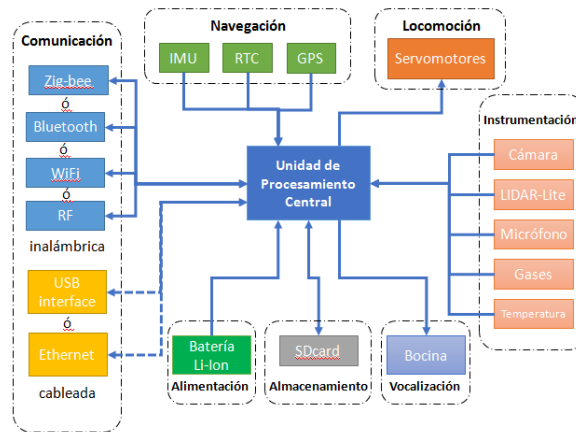 Comunicación
Zig-bee
ó
Bluetooth
ó
WiFi
ó
RF
inalámbrica
USB
interface
ó
Ethernet
cableada
Navegación
IMU
RTC
GPS
Locomoción
Servomotores
Instrumentación
Cámara
LIDAR-Lite
Micrófono
Gases
Temperatura
Unidad de
Procesamiento
Central
Batería
Li-Ion
Alimentación
SDcard
Almacenamiento
Bocina
Vocalización